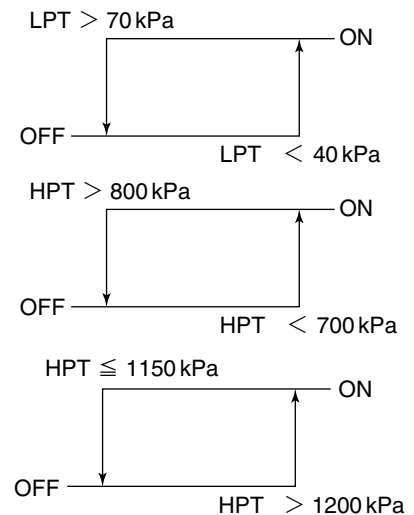 LPT > 70 kPa
ON
OFF
LPT < 40 kPa
HPT > 800 kPa
ON
OFF
HPT < 700 kPa
HPT ≦ 1150 kPa
ON
OFF
HPT > 1200 kPa